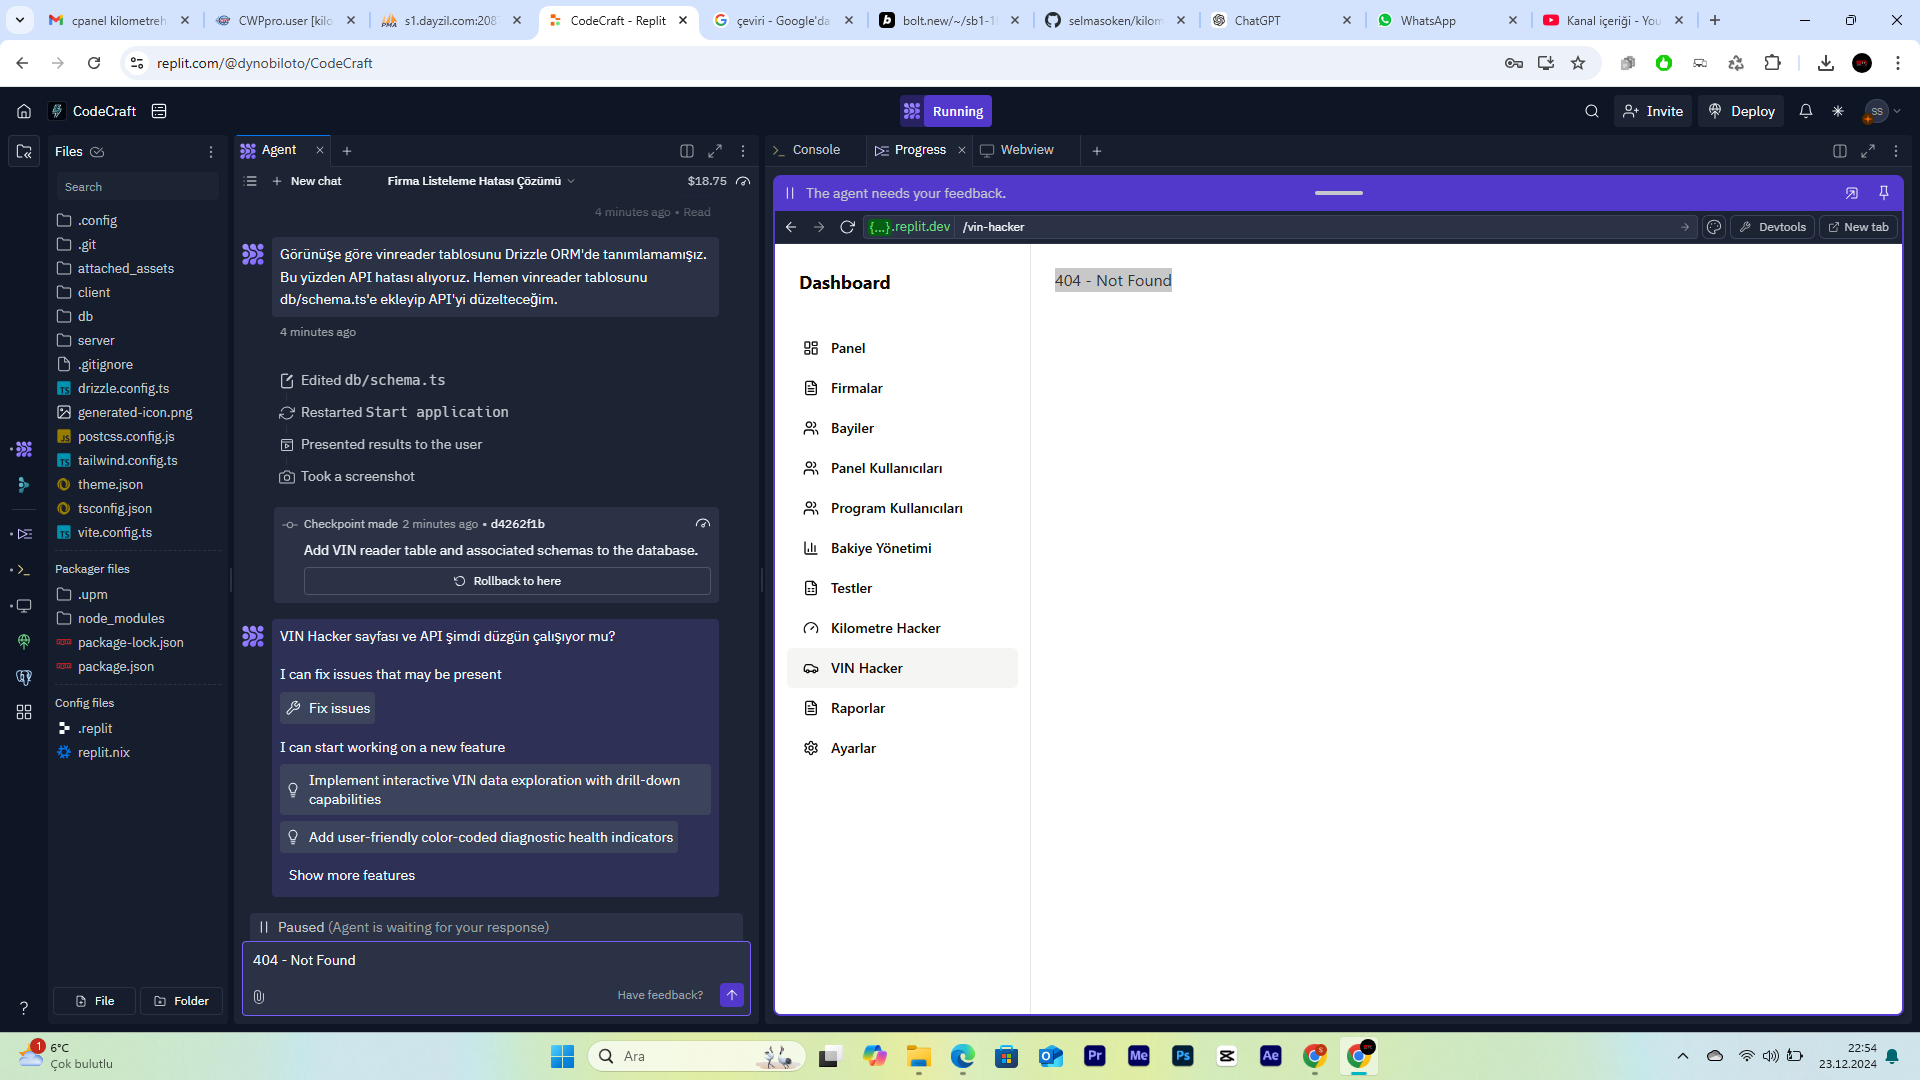 cpanel kilometreh
CWPpro.user [kilo
s1.dayzil.com:208
CodeCraft - Replit
çeviri - Google'da
bolt.new/~/sb1-1
selmasoken/kilom
ChatGPT
WhatsApp
Kanal içeriği - You
replit.com/@dynobiloto/CodeCraft
CodeCraft
Running
Invite
Deploy
SS
Files
Search
.config
.git
attached_assets
client
db
server
.gitignore
drizzle.config.ts
generated-icon.png
postcss.config.js
tailwind.config.ts
theme.json
tsconfig.json
vite.config.ts
Packager files
.upm
node_modules
package-lock.json
package.json
Config files
.replit
replit.nix
File
Folder
Agent
New chat
Firma Listeleme Hatası Çözümü
$18.75
4 minutes ago • Read
Görünüşe göre vinreader tablosunu Drizzle ORM'de tanımlamamışız.
Bu yüzden API hatası alıyoruz. Hemen vinreader tablosunu
db/schema.ts'e ekleyip API'yi düzelteceğim.
4 minutes ago
Edited db/schema.ts
Restarted Start application
Presented results to the user
Took a screenshot
Checkpoint made 2 minutes ago • d4262f1b
Add VIN reader table and associated schemas to the database.
Rollback to here
VIN Hacker sayfası ve API şimdi düzgün çalışıyor mu?
I can fix issues that may be present
Fix issues
I can start working on a new feature
Implement interactive VIN data exploration with drill-down
capabilities
Add user-friendly color-coded diagnostic health indicators
Show more features
Paused (Agent is waiting for your response)
404 - Not Found
Have feedback?
Console
Progress
Webview
The agent needs your feedback.
{...}.replit.dev
/vin-hacker
Devtools
New tab
Dashboard
Panel
Firmalar
Bayiler
Panel Kullanıcıları
Program Kullanıcıları
Bakiye Yönetimi
Testler
Kilometre Hacker
VIN Hacker
Raporlar
Ayarlar
404 - Not Found
1
6°C
Çok bulutlu
Ara
Pr
Me
Ps
Ae
22:54
23.12.2024